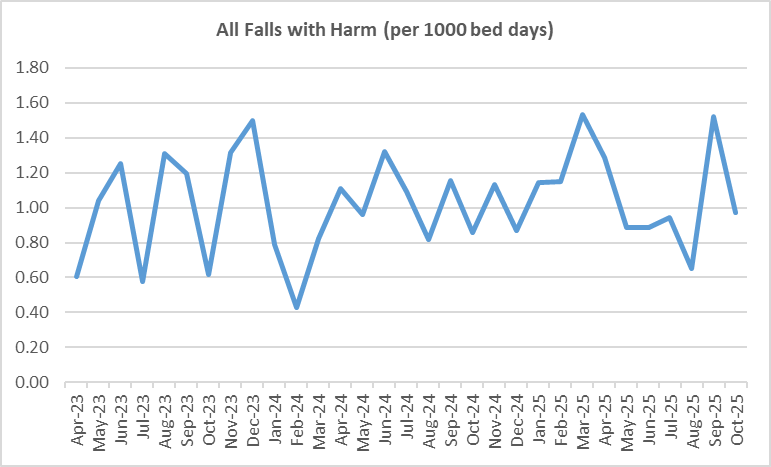 All Falls with Harm (per 1000 bed days)
1.80
1.60
1.40
1.20
1.00
0.80
0.60
0.40
0.20
0.00
Apr-23
May-23
Jun-23
Jul-23
Aug-23
Sep-23
Oct-23
Nov-23
Dec-23
Jan-24
Feb-24
Mar-24
Apr-24
May-24
Jun-24
Jul-24
Aug-24
Sep-24
Oct-24
Nov-24
Dec-24
Jan-25
Feb-25
Mar-25
Apr-25
May-25
Jun-25
Jul-25
Aug-25
Sep-25
Oct-25